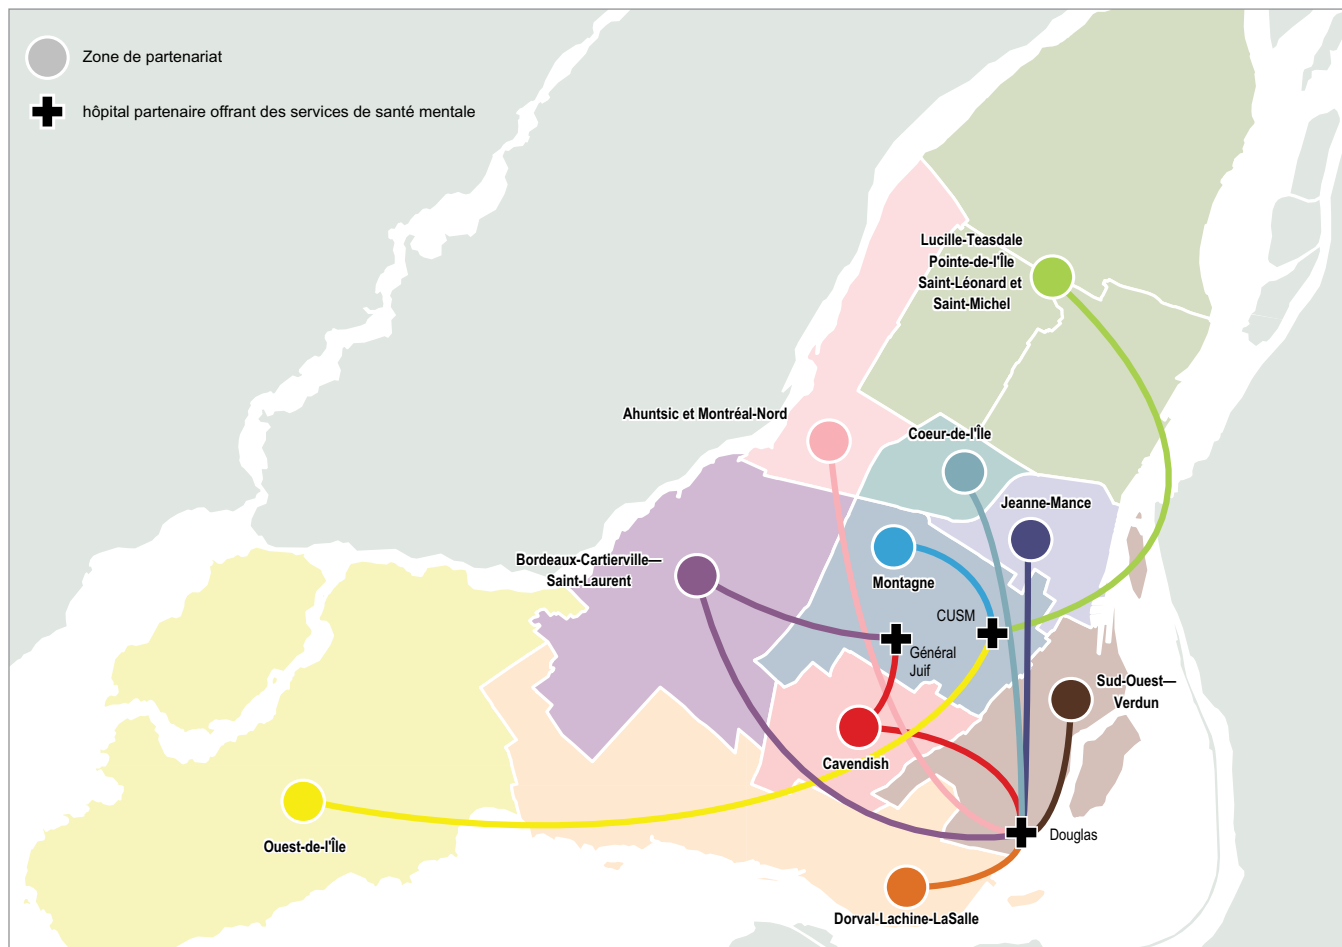 Zone de partenariat
hôpital partenaire offrant des services de santé mentale
Lucille-Teasdale
Pointe-de-l'Île
Saint-Léonard et
Saint-Michel
Ahuntsic et Montréal-Nord
Coeur-de-l'Île
Jeanne-Mance
Bordeaux-Cartierville—
Saint-Laurent
Montagne
CUSM
Général
Juif
Sud-Ouest—
Verdun
Cavendish
Ouest-de-l'Île
Douglas
Dorval-Lachine-LaSalle